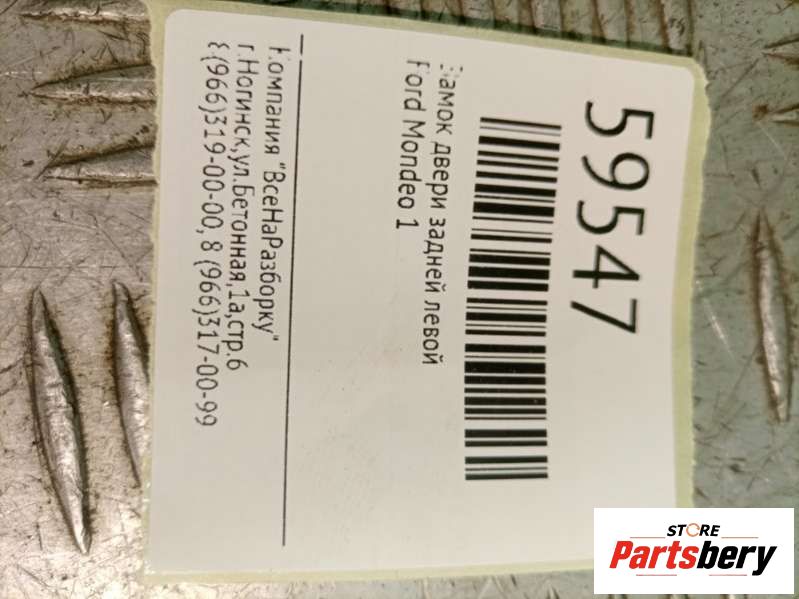 59547
Замок двери задней левой
Ford Mondeo 1
Компания "ВсеНаРазборку"
г.Ногинск,ул.Бетонная,1а,стр.6
8(966)319-00-00, 8 (966)317-00-99
STORE
Partsbery